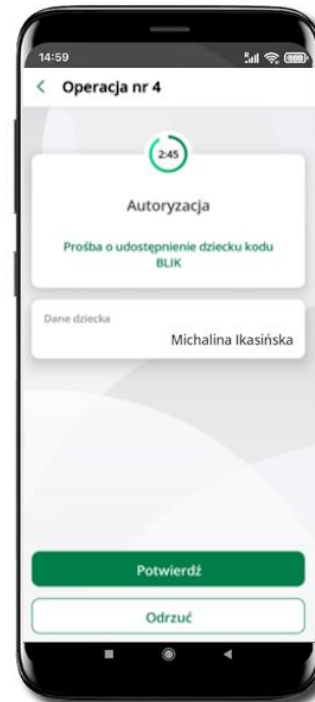 14:59
Operacja nr 4
2:45
Autoryzacja
Prośba o udostępnienie dziecku kodu
BLIK
Dane dziecka
Michalina Ikasińska
Potwierdź
Odrzuć